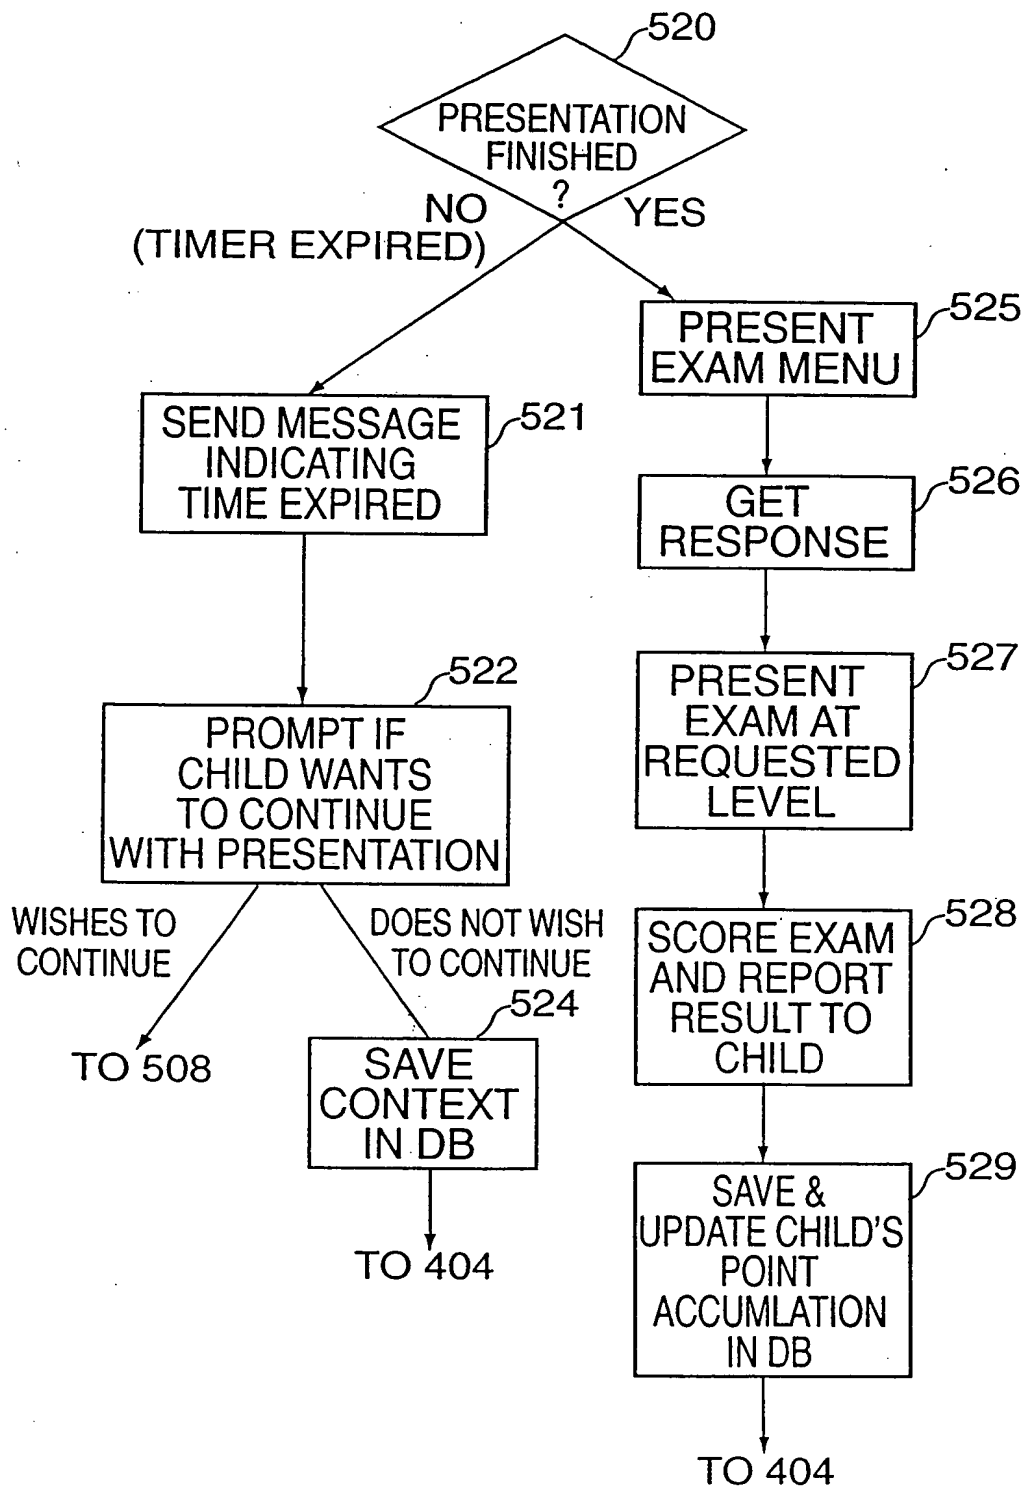 520
PRESENTATION
FINISHED
?
NO
(TIMER EXPIRED)
YES
521
SEND MESSAGE
INDICATING
TIME EXPIRED
522
PROMPT IF
CHILD WANTS
TO CONTINUE
WITH PRESENTATION
WISHES TO
CONTINUE
TO 508
DOES NOT WISH
TO CONTINUE
524
SAVE
CONTEXT
IN DB
TO 404
525
PRESENT
EXAM MENU
526
GET
RESPONSE
527
PRESENT
EXAM AT
REQUESTED
LEVEL
528
SCORE EXAM
AND REPORT
RESULT TO
CHILD
529
SAVE &
UPDATE CHILD'S
POINT
ACCUMLATION
IN DB
TO 404